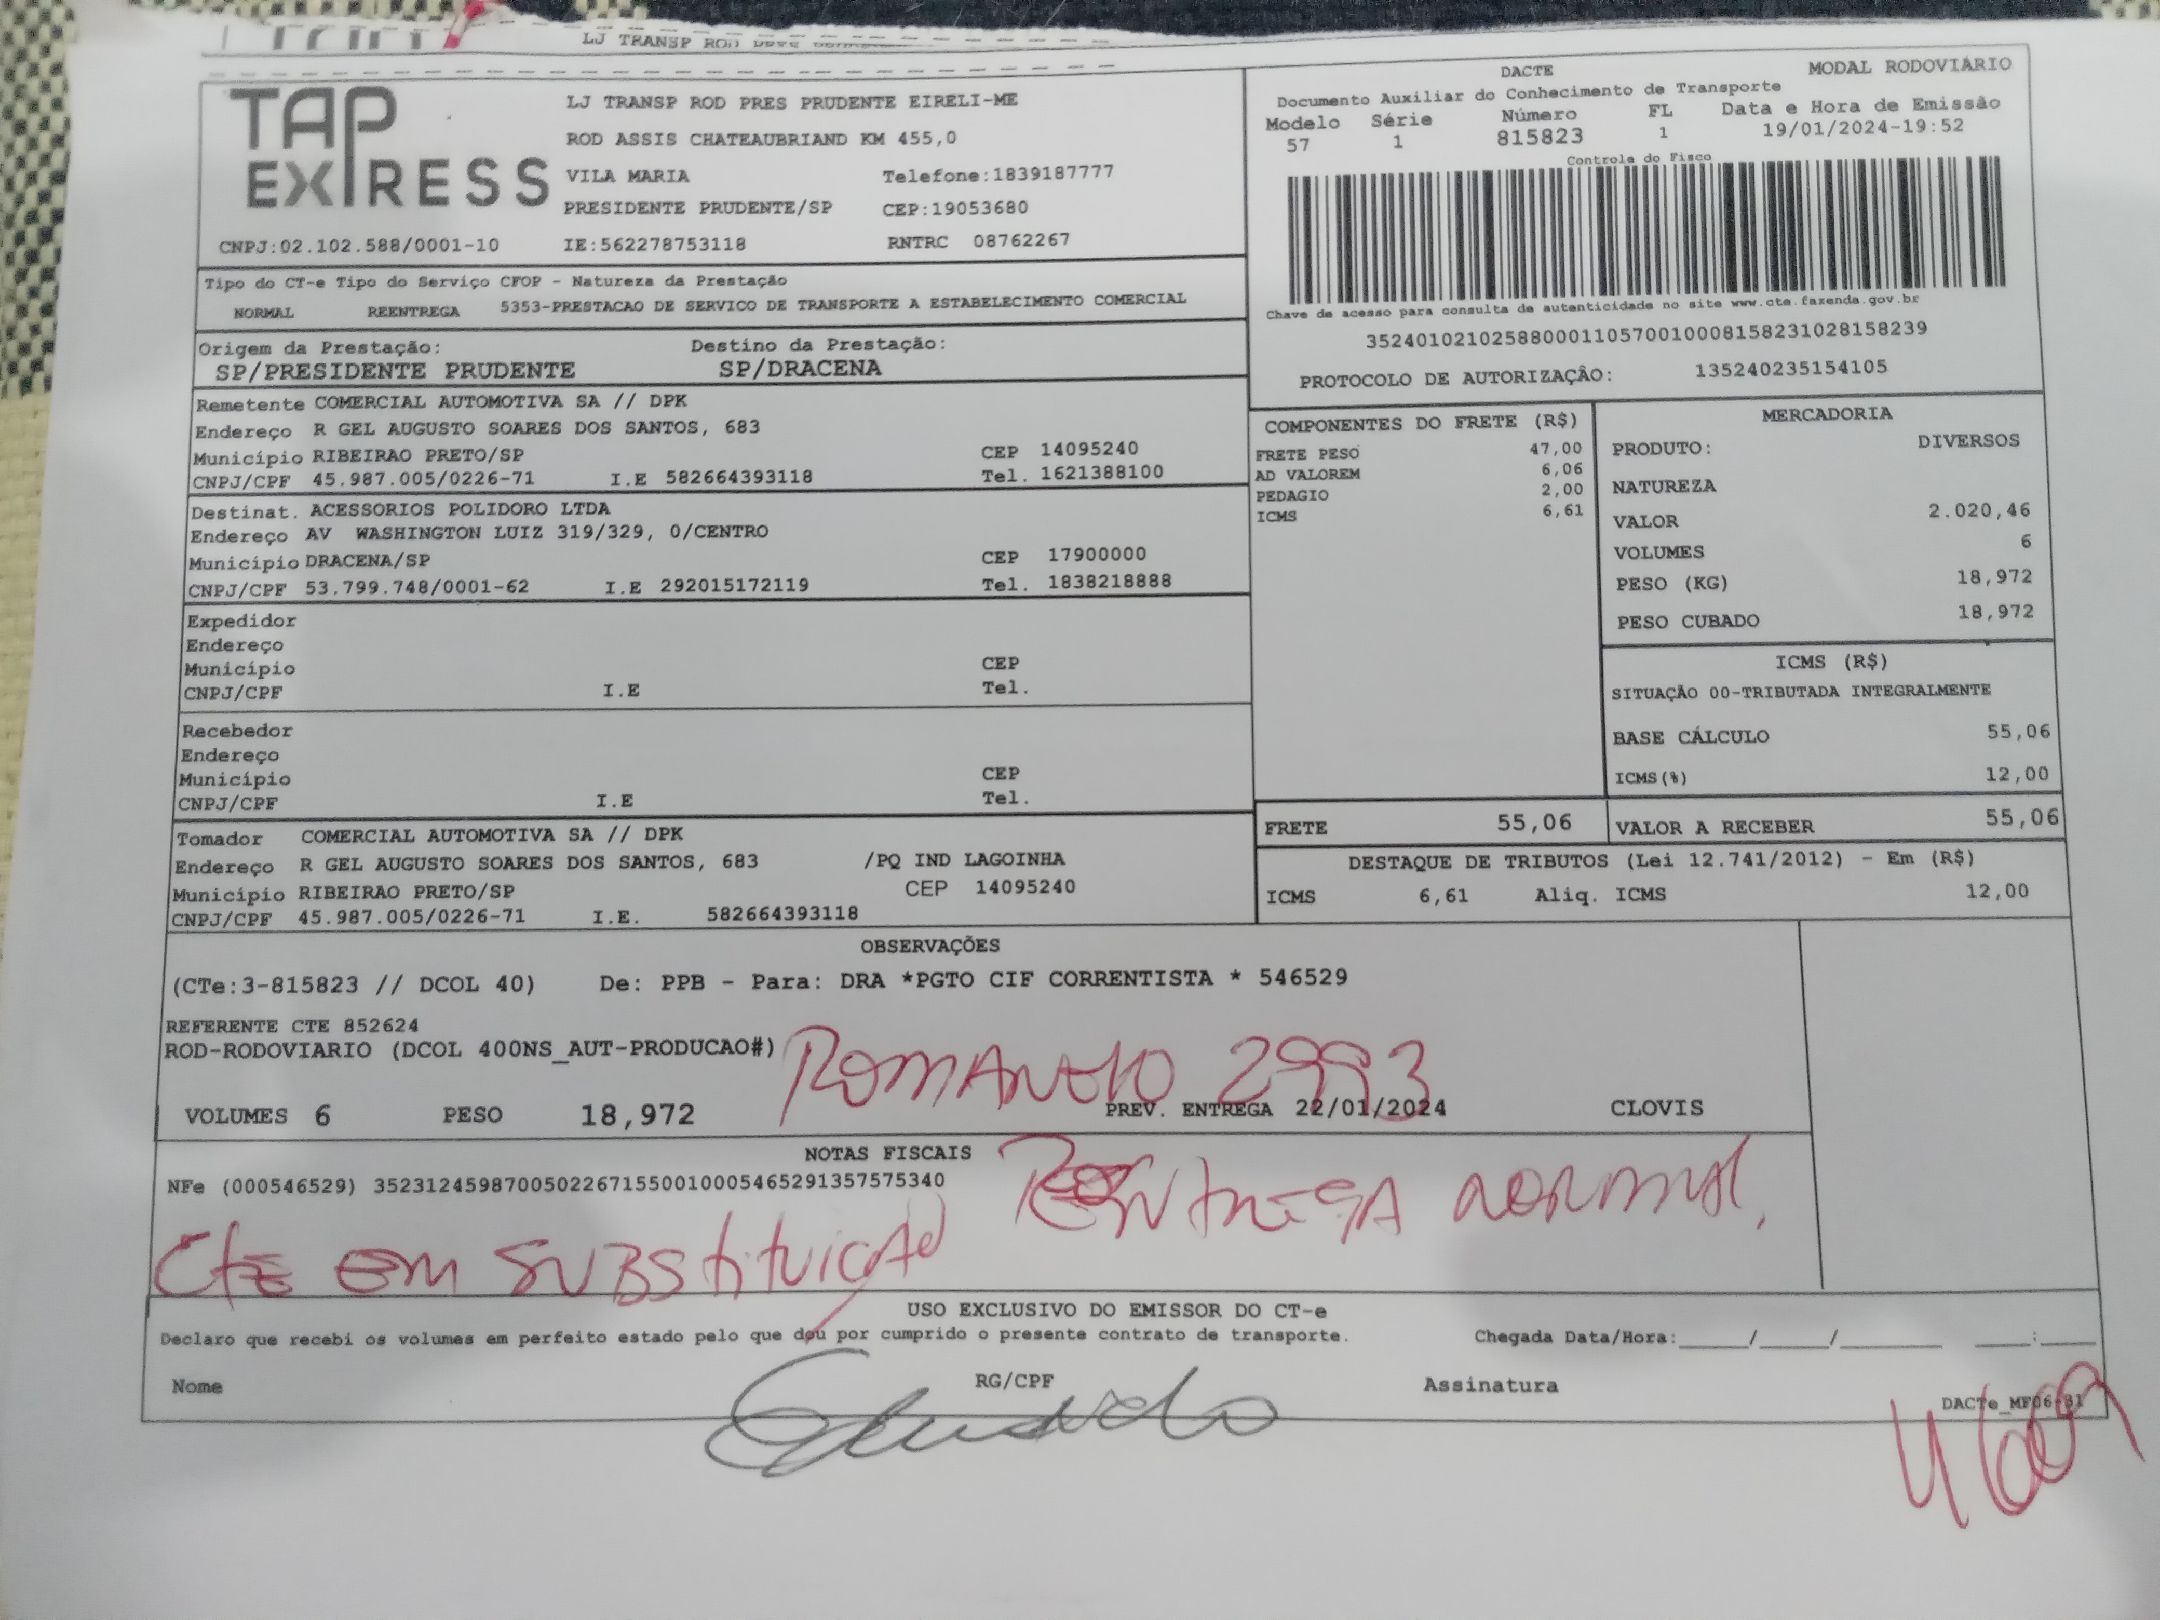 LJ TRANSP ROD
TAP EXPRESS
LJ TRANSP ROD PRES PRUDENTE EIRELI-ME
ROD ASSIS CHATEAUBRIAND KM 455,0
VILA MARIA Telefone:1839187777
PRESIDENTE PRUDENTE/SP CEP:19053680
CNPJ:02.102.588/0001-10 IE:562278753118 RNTRC 08762267
DACTE MODAL RODOVIÁRIO
Documento Auxiliar do Conhecimento de Transporte
Modelo Série Número FL Data e Hora de Emissão
57 1 815823 1 19/01/2024-19:52
Controle do Fisco
Chave de acesso para consulta de autenticidade no site www.cte.fazenda.gov.br
35240102102588000110570010008158231028158239
PROTOCOLO DE AUTORIZAÇÃO: 135240235154105
Tipo do CT-e Tipo do Serviço CFOP - Natureza da Prestação
NORMAL REENTREGA 5353-PRESTACAO DE SERVICO DE TRANSPORTE A ESTABELECIMENTO COMERCIAL
Origem da Prestação: Destino da Prestação:
SP/PRESIDENTE PRUDENTE SP/DRACENA
Remetente COMERCIAL AUTOMOTIVA SA // DPK
Endereço R GEL AUGUSTO SOARES DOS SANTOS, 683
Município RIBEIRAO PRETO/SP CEP 14095240
CNPJ/CPF 45.987.005/0226-71 I.E 582664393118 Tel. 1621388100
Destinat. ACESSORIOS POLIDORO LTDA
Endereço AV WASHINGTON LUIZ 319/329, 0/CENTRO
Município DRACENA/SP CEP 17900000
CNPJ/CPF 53.799.748/0001-62 I.E 292015172119 Tel. 1838218888
Expedidor
Endereço
Município CEP
CNPJ/CPF I.E Tel.
Recebedor
Endereço
Município CEP
CNPJ/CPF I.E Tel.
Tomador COMERCIAL AUTOMOTIVA SA // DPK
Endereço R GEL AUGUSTO SOARES DOS SANTOS, 683 /PQ IND LAGOINHA
Município RIBEIRAO PRETO/SP CEP 14095240
CNPJ/CPF 45.987.005/0226-71 I.E. 582664393118
COMPONENTES DO FRETE (R$)
FRETE PESO 47,00
AD VALOREM 6,06
PEDAGIO 2,00
ICMS 6,61
MERCADORIA
PRODUTO: DIVERSOS
NATUREZA
VALOR 2.020,46
VOLUMES 6
PESO (KG) 18,972
PESO CUBADO 18,972
ICMS (R$)
SITUAÇÃO 00-TRIBUTADA INTEGRALMENTE
BASE CÁLCULO 55,06
ICMS(%) 12,00
FRETE 55,06 VALOR A RECEBER 55,06
DESTAQUE DE TRIBUTOS (Lei 12.741/2012) - Em (R$)
ICMS 6,61 Aliq. ICMS 12,00
OBSERVAÇÕES
(CTe:3-815823 // DCOL 40) De: PPB - Para: DRA *PGTO CIF CORRENTISTA * 546529
REFERENTE CTE 852624
ROD-RODOVIARIO (DCOL 400NS_AUT-PRODUCAO#)
ROMANEIO 2993
VOLUMES 6 PESO 18,972 PREV. ENTREGA 22/01/2024 CLOVIS
NOTAS FISCAIS
NFe (000546529) 35231245987005022671550010005465291357575340
REENTREGA NORMAL,
CTE EM SUBSTITUIÇÃO
USO EXCLUSIVO DO EMISSOR DO CT-e
Declaro que recebi os volumes em perfeito estado pelo que dou por cumprido o presente contrato de transporte. Chegada Data/Hora:_____/_____/________ ____:____
Nome RG/CPF Assinatura
DACTe_MF06-31